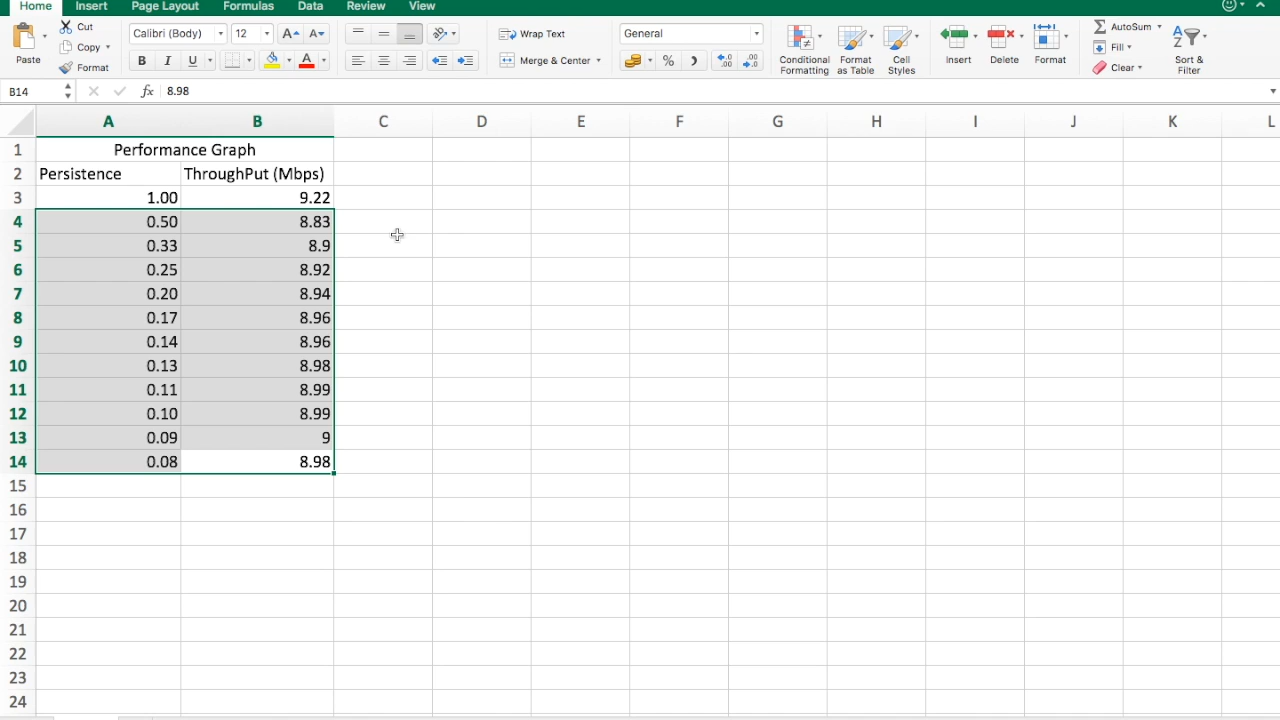 Home Insert Page Layout Formulas Data Review View
Paste Cut Copy Format
Calibri (Body) 12 A A
B I U A
Wrap Text
Merge & Center
General
% )
Conditional Formatting
Format as Table
Cell Styles
Insert Delete Format
AutoSum
Fill
Clear
Sort & Filter
B14 fx 8.98
A B C D E F G H I J K L
1 Performance Graph
2 Persistence ThroughPut (Mbps)
3 1.00 9.22
4 0.50 8.83
5 0.33 8.9
6 0.25 8.92
7 0.20 8.94
8 0.17 8.96
9 0.14 8.96
10 0.13 8.98
11 0.11 8.99
12 0.10 8.99
13 0.09 9
14 0.08 8.98
15
16
17
18
19
20
21
22
23
24